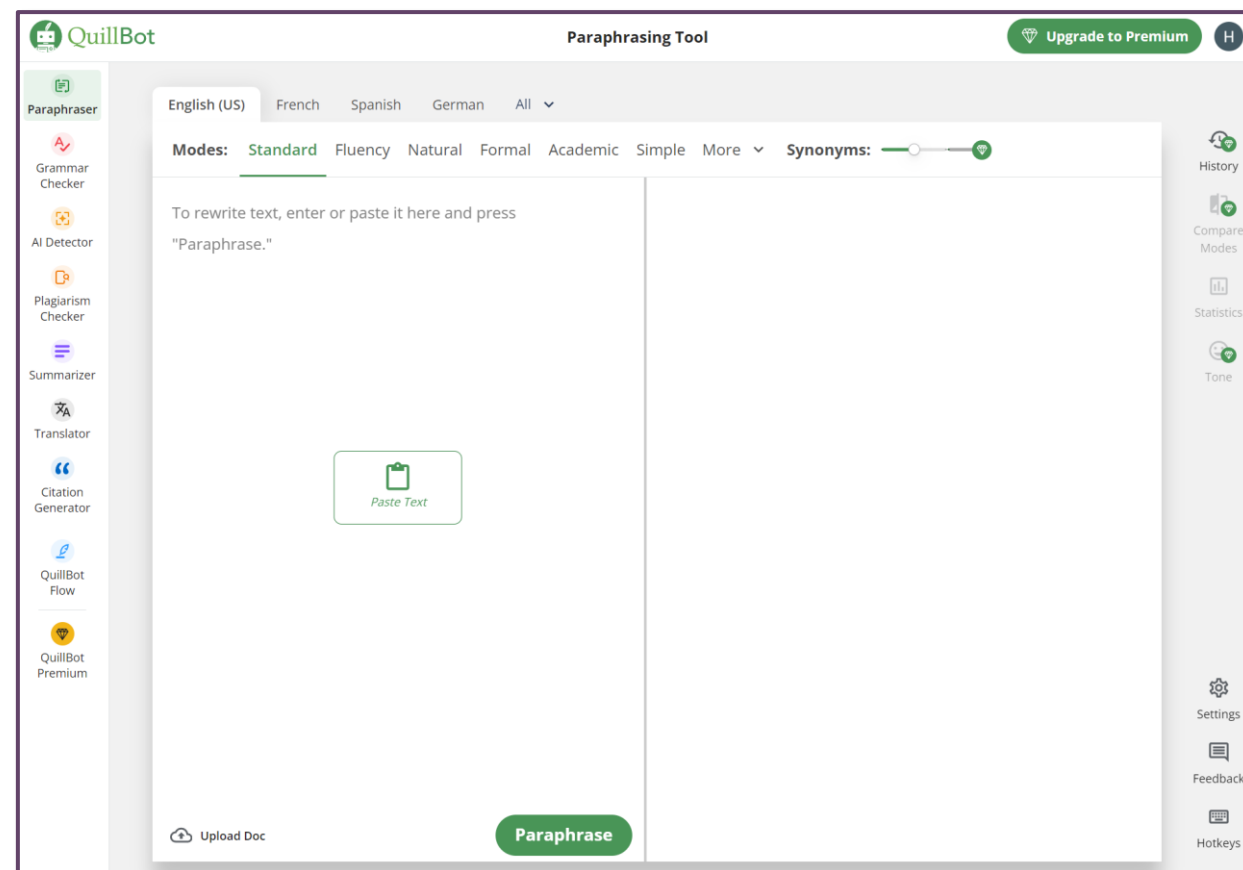 QuillBot
Paraphrasing Tool
Upgrade to Premium
H
Paraphraser
Grammar
Checker
AI Detector
Plagiarism
Checker
Summarizer
Translator
Citation
Generator
QuillBot
Flow
QuillBot
Premium
English (US) French Spanish German All
Modes: Standard Fluency Natural Formal Academic Simple More Synonyms:
To rewrite text, enter or paste it here and press
"Paraphrase."
Paste Text
Upload Doc
Paraphrase
History
Compare
Modes
Statistics
Tone
Settings
Feedback
Hotkeys